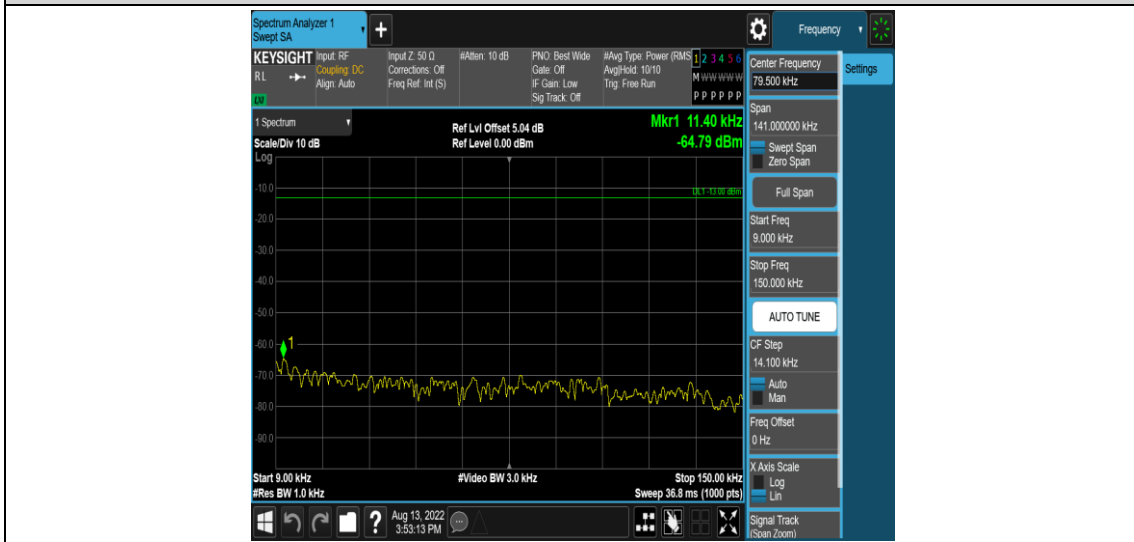 Spectrum Analyzer 1
Swept SA
+
Frequency
KEYSIGHT
RL
LXI
Input: RF
Coupling: DC
Align: Auto
Input Z: 50 Ω
Corrections: Off
Freq Ref: Int (S)
#Atten: 10 dB
PNO: Best Wide
Gate: Off
IF Gain: Low
Sig Track: Off
#Avg Type: Power (RMS
Avg|Hold: 10/10
Trig: Free Run
1 2 3 4 5 6
M W W W W W
P P P P P P
1 Spectrum
Scale/Div 10 dB
Log
Ref Lvl Offset 5.04 dB
Ref Level 0.00 dBm
Mkr1 11.40 kHz
-64.79 dBm
DL1 -13.00 dBm
-10.0
-20.0
-30.0
-40.0
-50.0
-60.0
-70.0
-80.0
-90.0
1
Start 9.00 kHz
#Res BW 1.0 kHz
#Video BW 3.0 kHz
Stop 150.00 kHz
Sweep 36.8 ms (1000 pts)
?
Aug 13, 2022
3:53:13 PM
Center Frequency
79.500 kHz
Settings
Span
141.000000 kHz
Swept Span
Zero Span
Full Span
Start Freq
9.000 kHz
Stop Freq
150.000 kHz
AUTO TUNE
CF Step
14.100 kHz
Auto
Man
Freq Offset
0 Hz
X Axis Scale
Log
Lin
Signal Track
(Span Zoom)